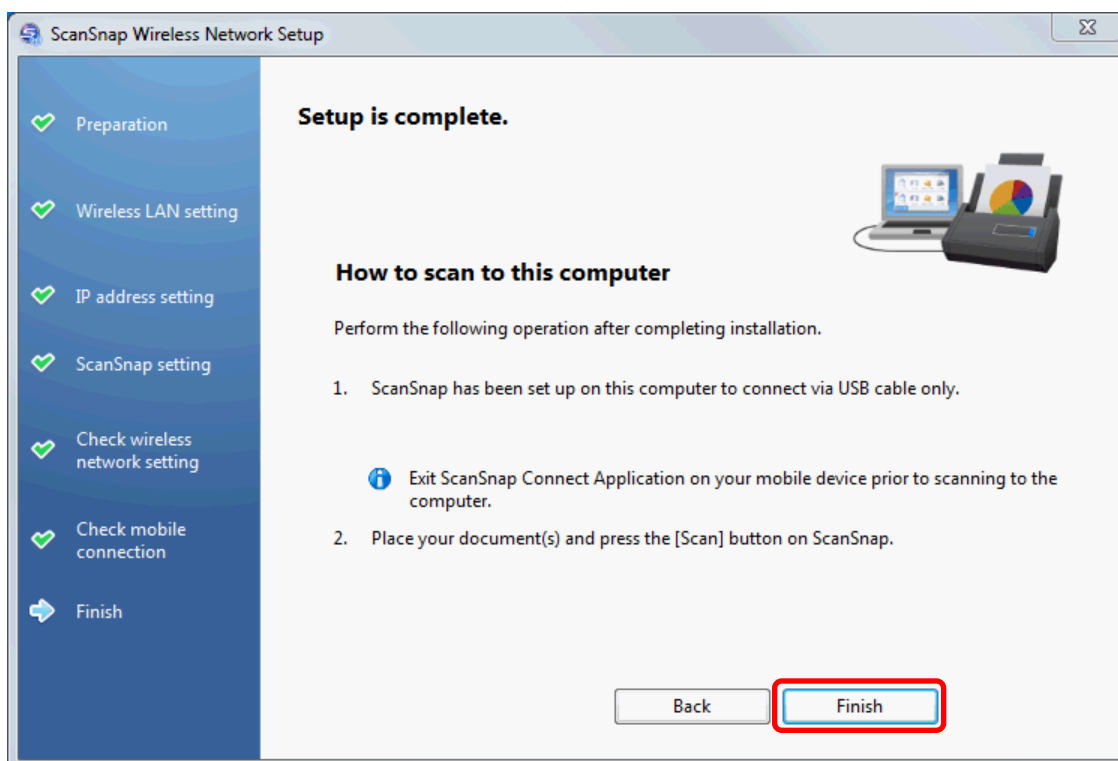 ScanSnap Wireless Network Setup
Preparation
Wireless LAN setting
IP address setting
ScanSnap setting
Check wireless
network setting
Check mobile
connection
Finish
Setup is complete.
How to scan to this computer
Perform the following operation after completing installation.
1. ScanSnap has been set up on this computer to connect via USB cable only.
Exit ScanSnap Connect Application on your mobile device prior to scanning to the
computer.
2. Place your document(s) and press the [Scan] button on ScanSnap.
Back
Finish